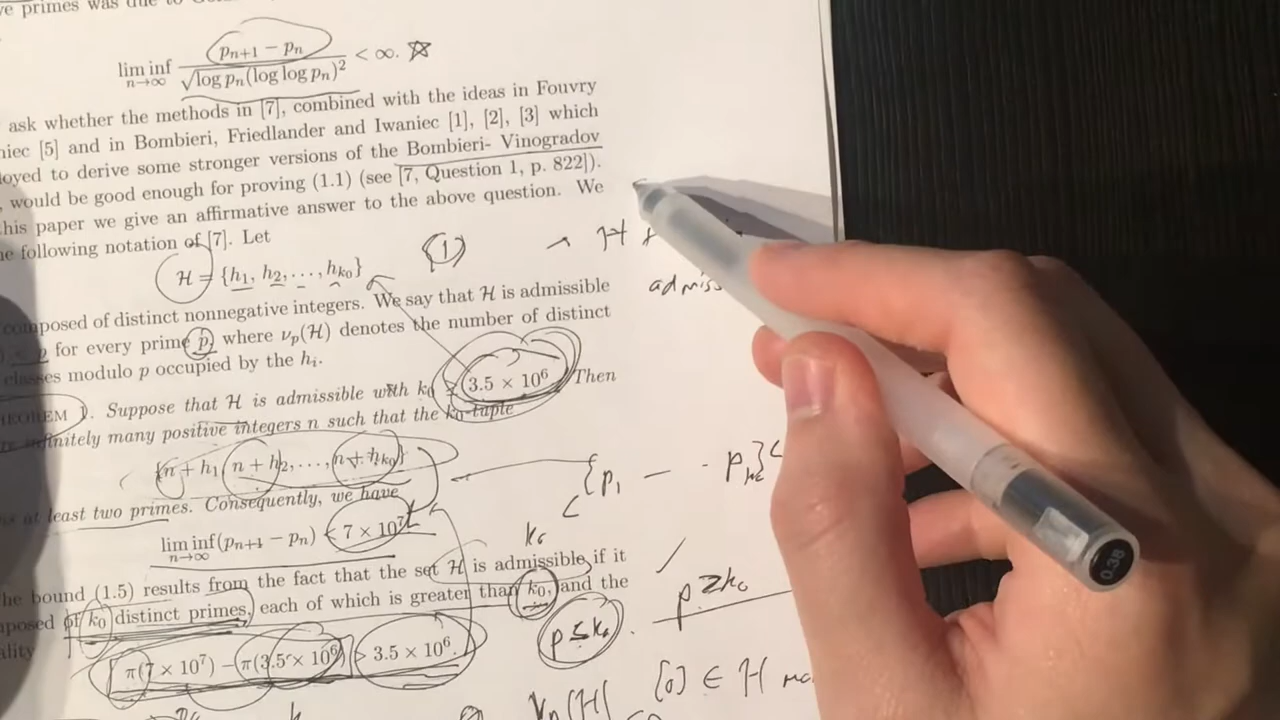 ve primes was due to
lim inf n→∞ (p_{n+1} − p_n) / (√log p_n (log log p_n)^2) < ∞. ☆
ask whether the methods in [7], combined with the ideas in Fouvry
niec [5] and in Bombieri, Friedlander and Iwaniec [1], [2], [3] which
loyed to derive some stronger versions of the Bombieri- Vinogradov
, would be good enough for proving (1.1) (see [7, Question 1, p. 822]).
his paper we give an affirmative answer to the above question. We
e following notation of [7]. Let
H = {h_1, h_2, . . . , h_{k_0}}
(1)
→ H
admiss
composed of distinct nonnegative integers. We say that H is admissible
< p for every prime p, where ν_p(H) denotes the number of distinct
classes modulo p occupied by the h_i.
HEOREM 1. Suppose that H is admissible with k_0 ≥ 3.5 × 10^6. Then
re infinitely many positive integers n such that the k_0-tuple
{n + h_1, n + h_2, . . . , n + h_{k_0}}
{p_1 — - p_{k_0}}
ns at least two primes. Consequently, we have
lim inf n→∞ (p_{n+1} − p_n) < 7 × 10^7.
k_0
he bound (1.5) results from the fact that the set H is admissible if it
posed of k_0 distinct primes, each of which is greater than k_0, and the
ality
p ≥ k_0
π(7 × 10^7) − π(3.5 × 10^6) > 3.5 × 10^6.
p ≤ k_0.
[0] ∈ H
ν_p(H)
0.38